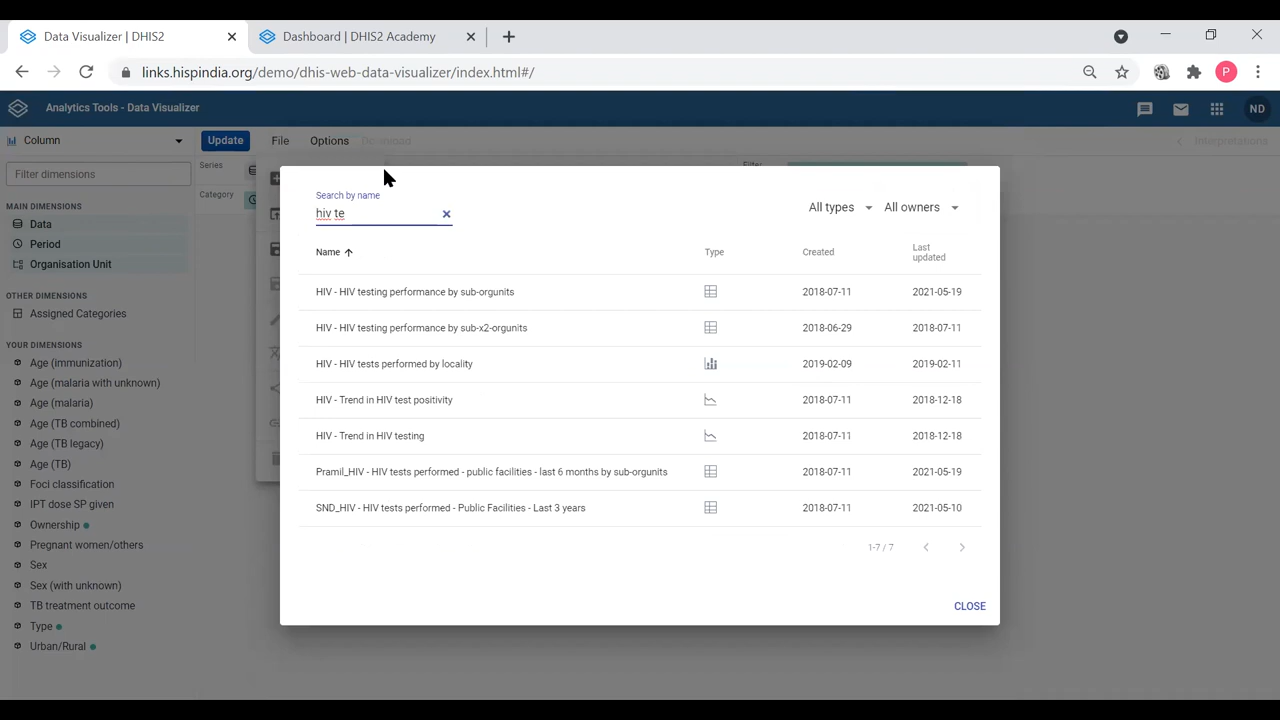 Data Visualizer | DHIS2
Dashboard | DHIS2 Academy
links.hispindia.org/demo/dhis-web-data-visualizer/index.html#/
P
Analytics Tools - Data Visualizer
ND
Column
Update
File
Options
Download
Interpretations
Filter dimensions
Series
Filter
Category
MAIN DIMENSIONS
Data
Period
Organisation Unit
OTHER DIMENSIONS
Assigned Categories
YOUR DIMENSIONS
Age (immunization)
Age (malaria with unknown)
Age (malaria)
Age (TB combined)
Age (TB legacy)
Age (TB)
Foci classification
IPT dose SP given
Ownership
Pregnant women/others
Sex
Sex (with unknown)
TB treatment outcome
Type
Urban/Rural
Search by name
hiv te
All types
All owners
Name Type Created Last updated
HIV - HIV testing performance by sub-orgunits 2018-07-11 2021-05-19
HIV - HIV testing performance by sub-x2-orgunits 2018-06-29 2018-07-11
HIV - HIV tests performed by locality 2019-02-09 2019-02-11
HIV - Trend in HIV test positivity 2018-07-11 2018-12-18
HIV - Trend in HIV testing 2018-07-11 2018-12-18
Pramil_HIV - HIV tests performed - public facilities - last 6 months by sub-orgunits 2018-07-11 2021-05-19
SND_HIV - HIV tests performed - Public Facilities - Last 3 years 2018-07-11 2021-05-10
1-7 / 7
CLOSE